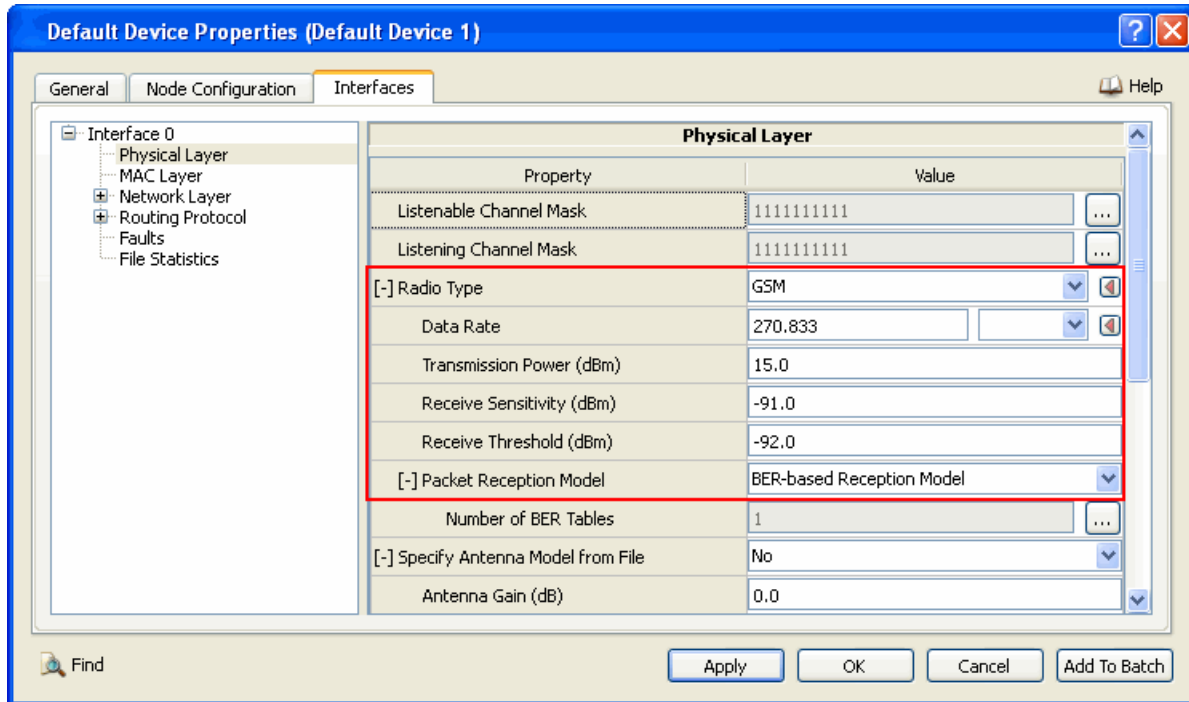 Default Device Properties (Default Device 1)
General Node Configuration Interfaces Help
Interface 0
Physical Layer
MAC Layer
Network Layer
Routing Protocol
Faults
File Statistics
Physical Layer
Property Value
Listenable Channel Mask 1111111111 ...
Listening Channel Mask 1111111111 ...
[-] Radio Type GSM
Data Rate 270.833
Transmission Power (dBm) 15.0
Receive Sensitivity (dBm) -91.0
Receive Threshold (dBm) -92.0
[-] Packet Reception Model BER-based Reception Model
Number of BER Tables 1 ...
[-] Specify Antenna Model from File No
Antenna Gain (dB) 0.0
Find Apply OK Cancel Add To Batch